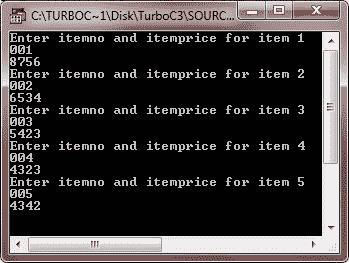 C:\TURBOC~1\Disk\TurboC3\SOURC...
Enter itemno and itemprice for item 1
001
8756
Enter itemno and itemprice for item 2
002
6534
Enter itemno and itemprice for item 3
003
5423
Enter itemno and itemprice for item 4
004
4323
Enter itemno and itemprice for item 5
005
4342